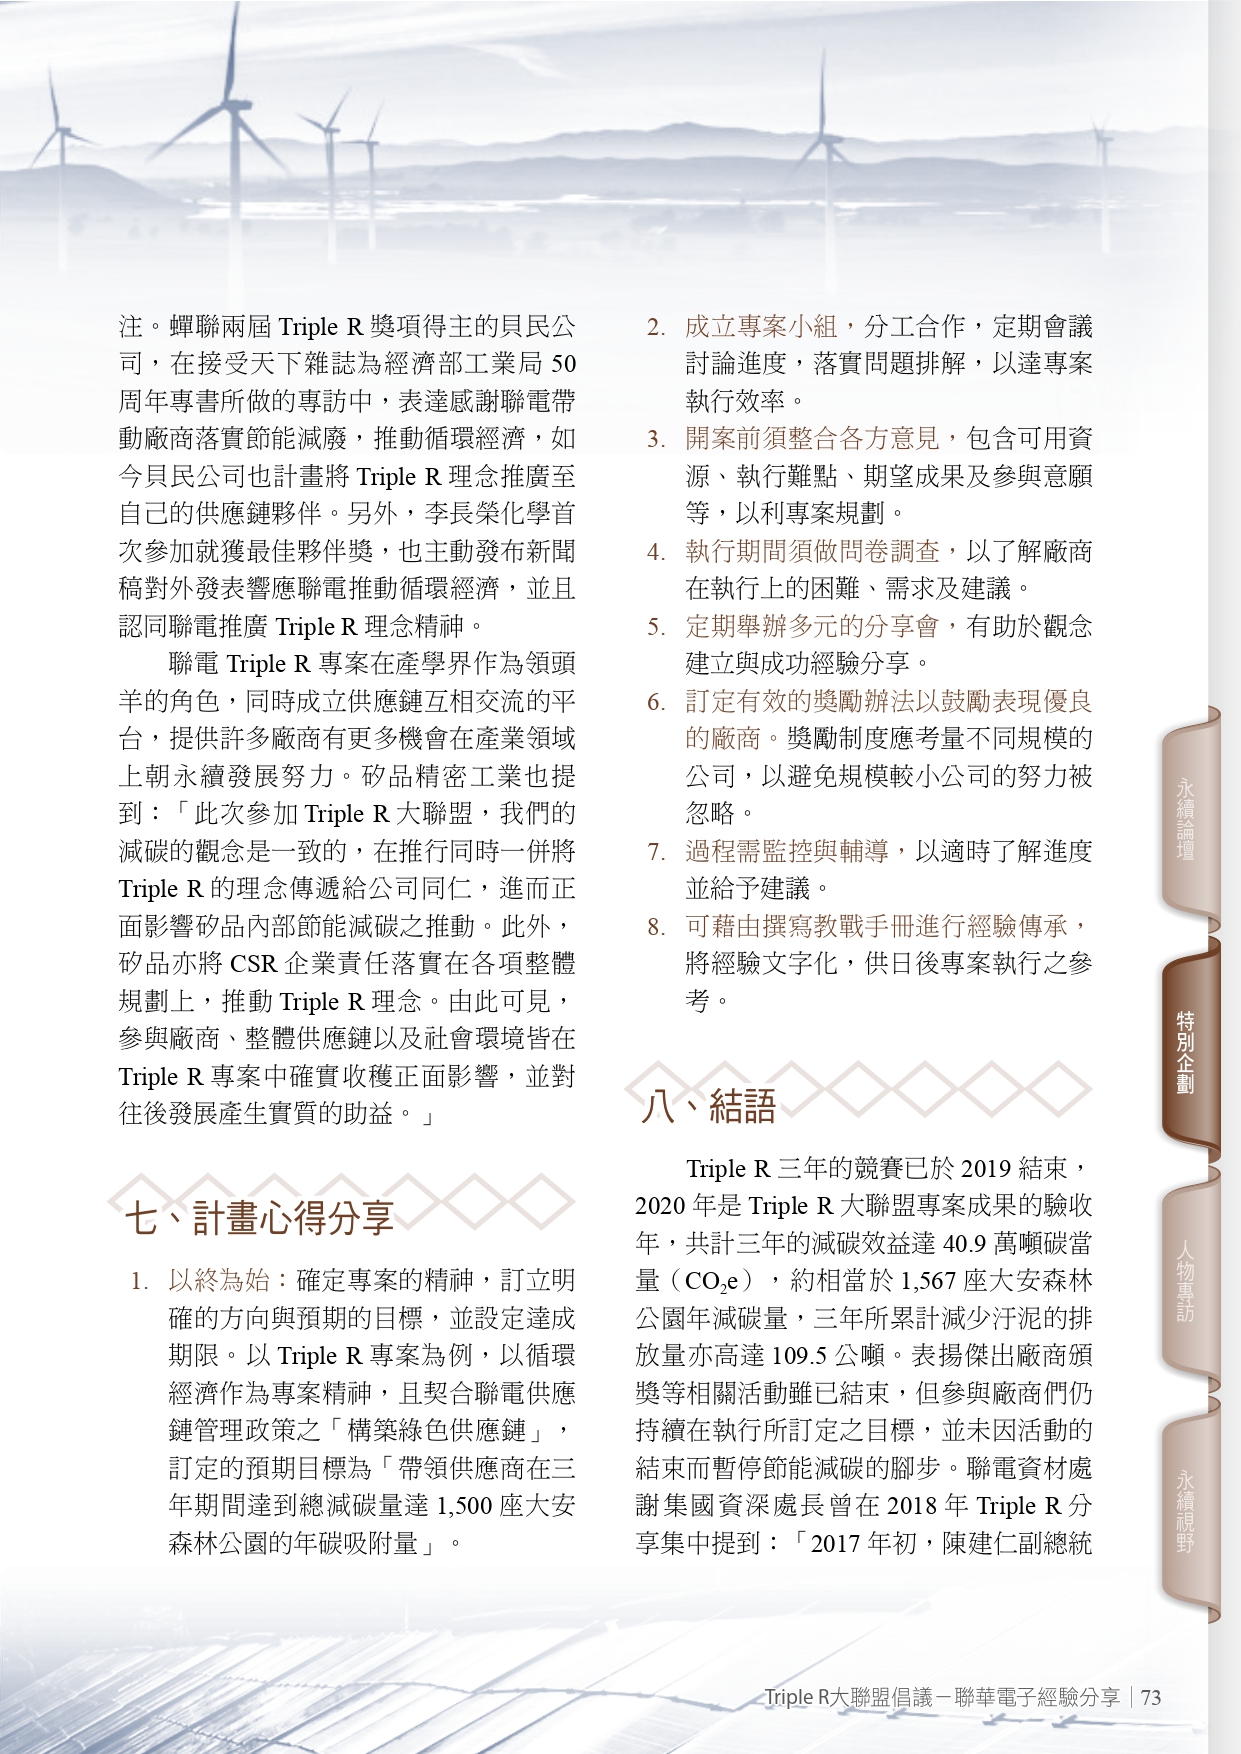 注。蟬聯兩屆 Triple R 獎項得主的貝民公
司，在接受天下雜誌為經濟部工業局 50
周年專書所做的專訪中，表達感謝聯電帶
動廠商落實節能減廢，推動循環經濟，如
今貝民公司也計畫將 Triple R 理念推廣至
自己的供應鏈夥伴。另外，李長榮化學首
次參加就獲最佳夥伴獎，也主動發布新聞
稿對外發表響應聯電推動循環經濟，並且
認同聯電推廣 Triple R 理念精神。
聯電 Triple R 專案在產學界作為領頭
羊的角色，同時成立供應鏈互相交流的平
台，提供許多廠商有更多機會在產業領域
上朝永續發展努力。矽品精密工業也提
到：「此次參加 Triple R 大聯盟，我們的
減碳的觀念是一致的，在推行同時一併將
Triple R 的理念傳遞給公司同仁，進而正
面影響矽品內部節能減碳之推動。此外，
矽品亦將 CSR 企業責任落實在各項整體
規劃上，推動 Triple R 理念。由此可見，
參與廠商、整體供應鏈以及社會環境皆在
Triple R 專案中確實收穫正面影響，並對
往後發展產生實質的助益。」
七、計畫心得分享
1. 以終為始：確定專案的精神，訂立明
確的方向與預期的目標，並設定達成
期限。以 Triple R 專案為例，以循環
經濟作為專案精神，且契合聯電供應
鏈管理政策之「構築綠色供應鏈」，
訂定的預期目標為「帶領供應商在三
年期間達到總減碳量達 1,500 座大安
森林公園的年碳吸附量」。
2. 成立專案小組，分工合作，定期會議
討論進度，落實問題排解，以達專案
執行效率。
3. 開案前須整合各方意見，包含可用資
源、執行難點、期望成果及參與意願
等，以利專案規劃。
4. 執行期間須做問卷調查，以了解廠商
在執行上的困難、需求及建議。
5. 定期舉辦多元的分享會，有助於觀念
建立與成功經驗分享。
6. 訂定有效的獎勵辦法以鼓勵表現優良
的廠商。獎勵制度應考量不同規模的
公司，以避免規模較小公司的努力被
忽略。
7. 過程需監控與輔導，以適時了解進度
並給予建議。
8. 可藉由撰寫教戰手冊進行經驗傳承，
將經驗文字化，供日後專案執行之參
考。
八、結語
Triple R 三年的競賽已於 2019 結束，
2020 年是 Triple R 大聯盟專案成果的驗收
年，共計三年的減碳效益達 40.9 萬噸碳當
量（CO₂e），約相當於 1,567 座大安森林
公園年減碳量，三年所累計減少汙泥的排
放量亦高達 109.5 公噸。表揚傑出廠商頒
獎等相關活動雖已結束，但參與廠商們仍
持續在執行所訂定之目標，並未因活動的
結束而暫停節能減碳的腳步。聯電資材處
謝集國資深處長曾在 2018 年 Triple R 分
享集中提到：「2017 年初，陳建仁副總統
永續論壇
特別企劃
人物專訪
永續視野
Triple R大聯盟倡議－聯華電子經驗分享｜73